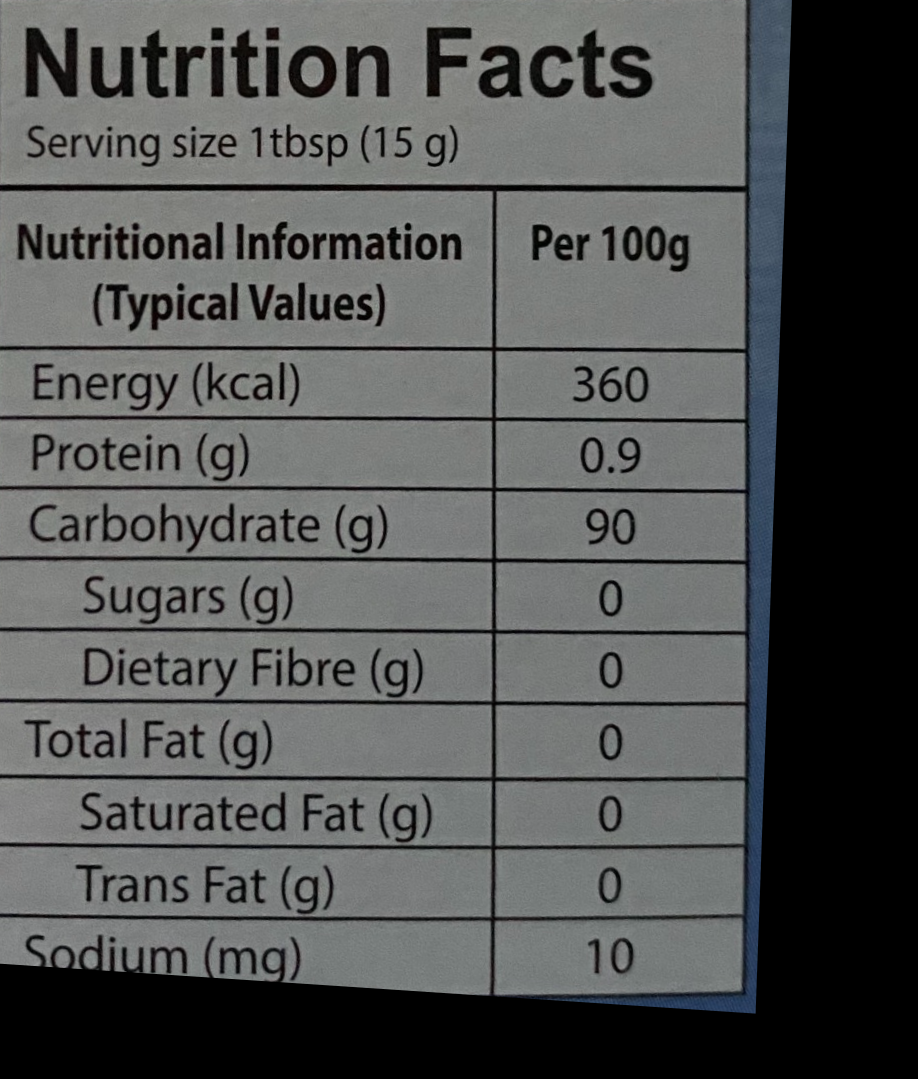 Nutrition Facts
Serving size 1tbsp (15 g)
Nutritional Information Per 100g
(Typical Values)
Energy (kcal) 360
Protein (g) 0.9
Carbohydrate (g) 90
Sugars (g) 0
Dietary Fibre (g) 0
Total Fat (g) 0
Saturated Fat (g) 0
Trans Fat (g) 0
Sodium (mg) 10